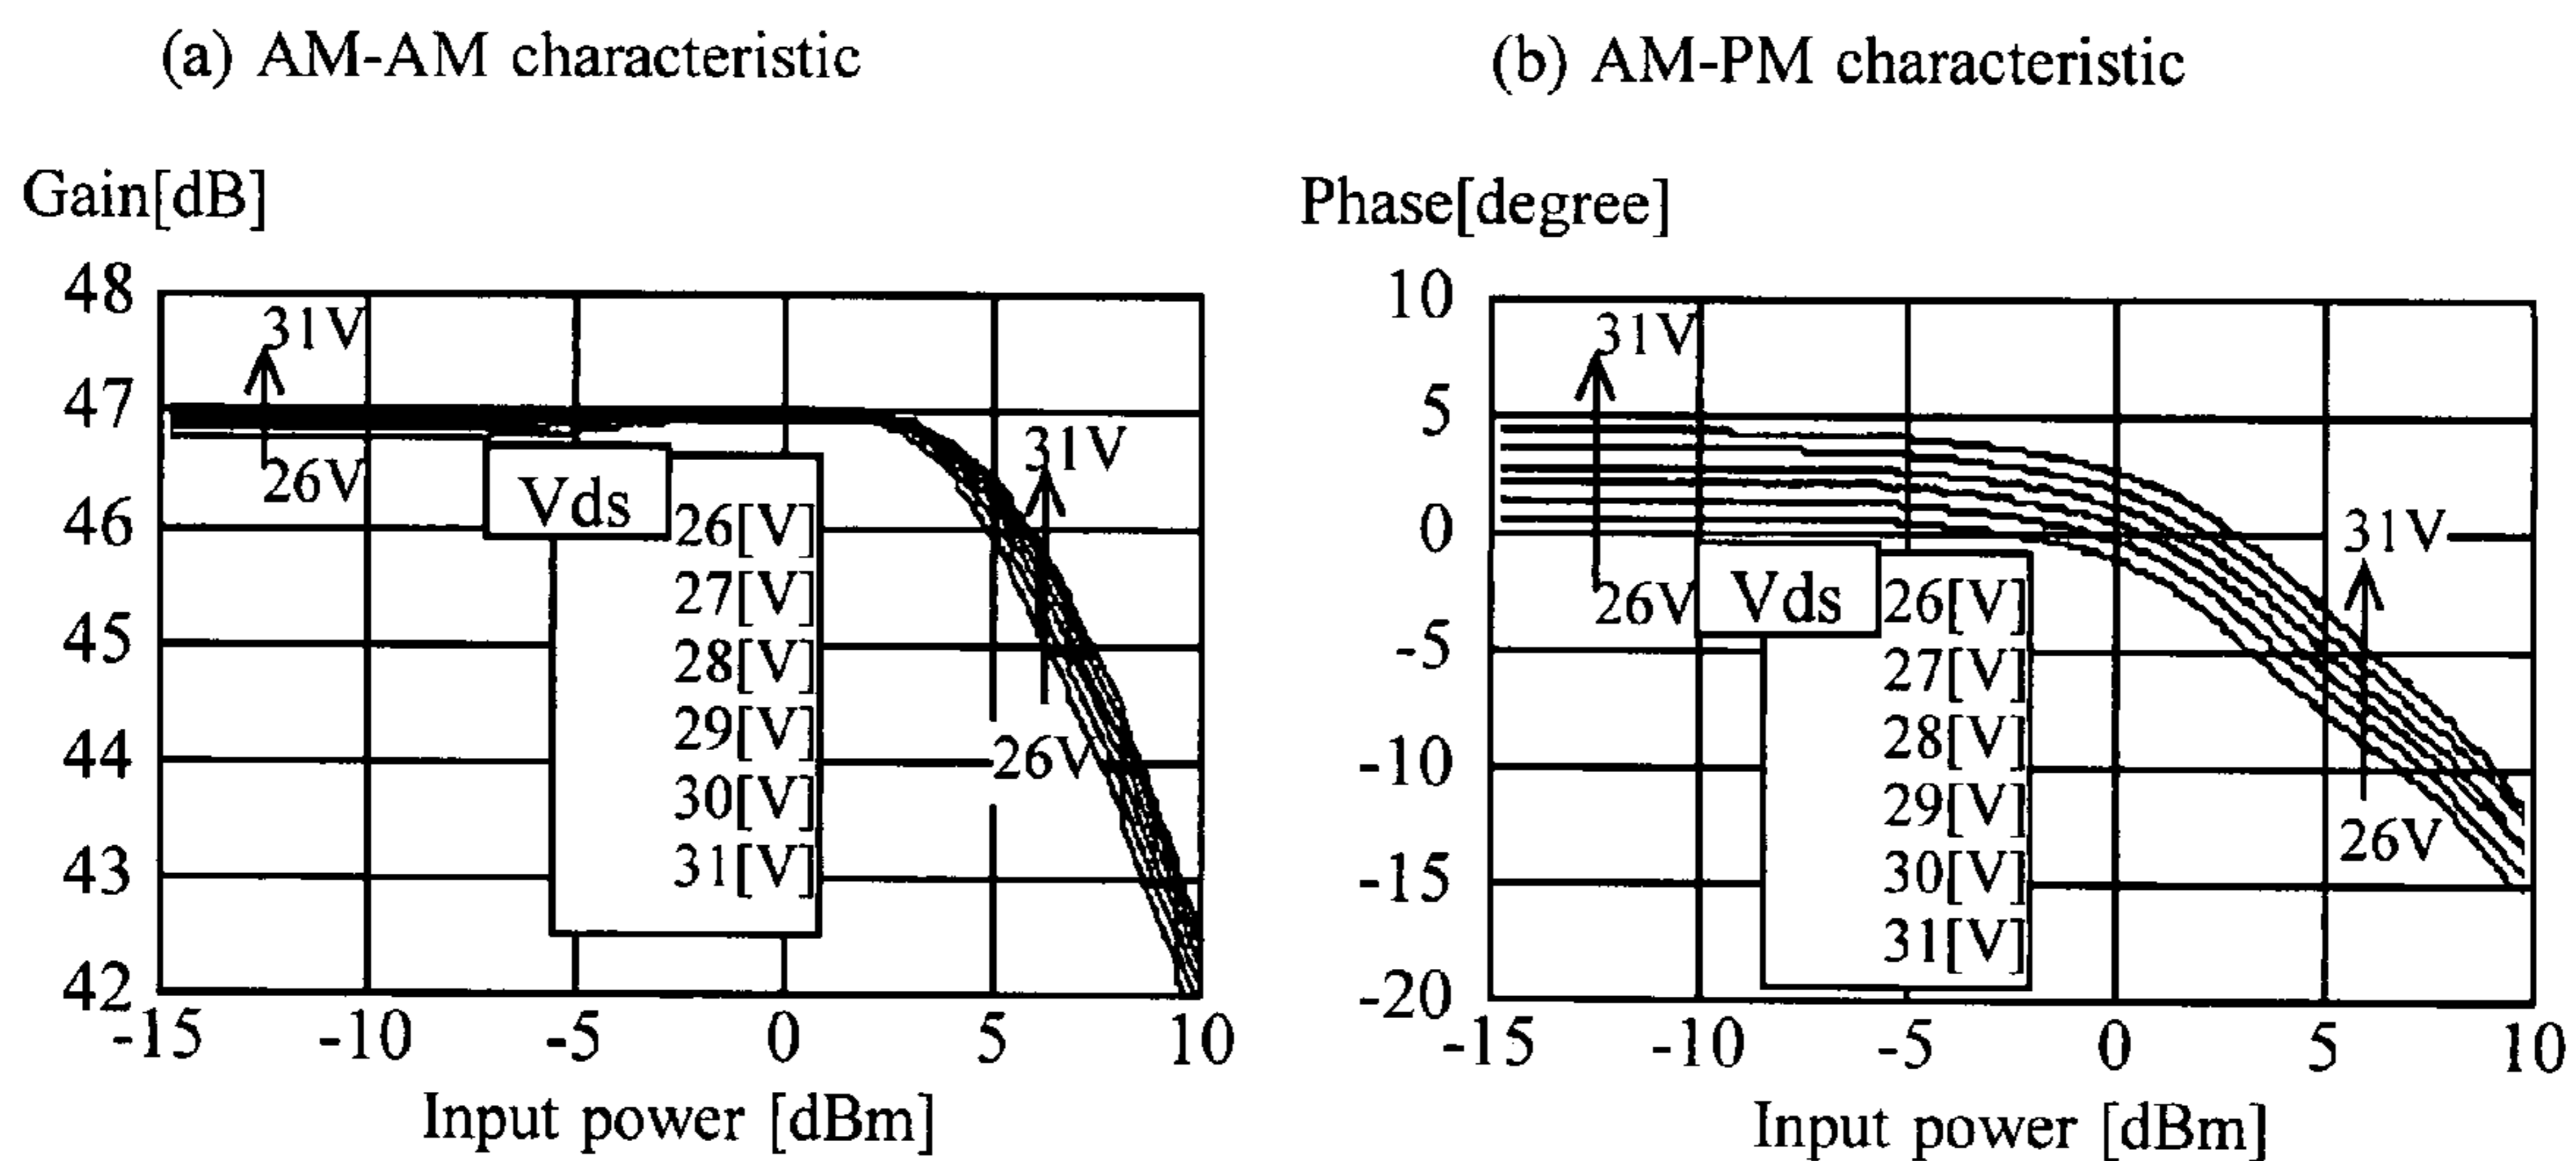 (a) AM-AM characteristic
Gain[dB]
48
47
46
45
44
43
42
31V
26V
31V
26V
Vds
26[V]
27[V]
28[V]
29[V]
30[V]
31[V]
-15 -10 -5 0 5 10
Input power [dBm]
(b) AM-PM characteristic
Phase[degree]
10
5
0
-5
-10
-15
-20
31V
26V
31V
26V
Vds
26[V]
27[V]
28[V]
29[V]
30[V]
31[V]
-15 -10 -5 0 5 10
Input power [dBm]